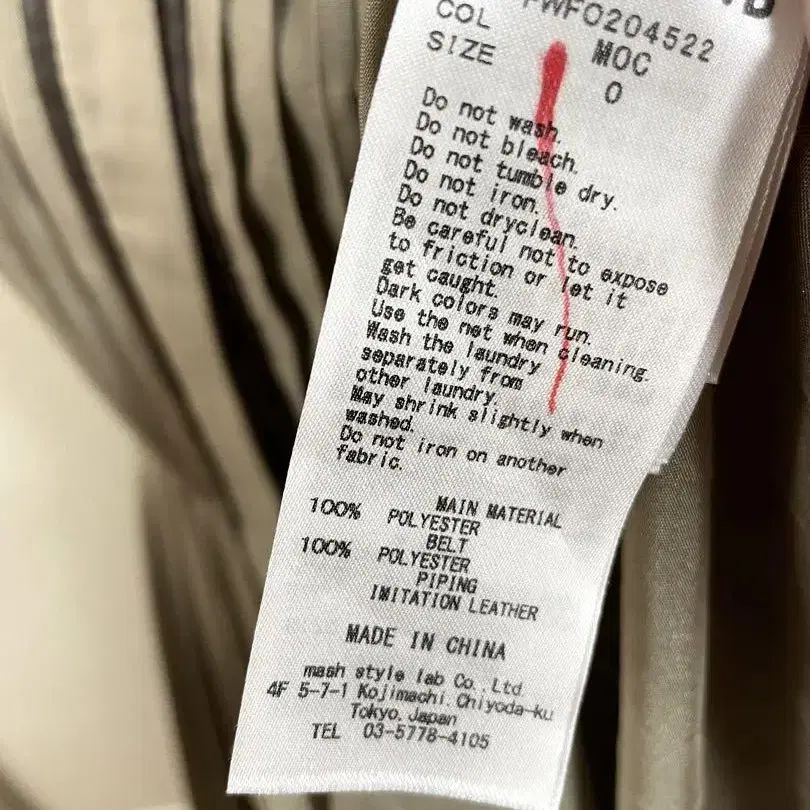 COL MOC
SIZE 0
Do not wash.
Do not bleach.
Do not tumble dry.
Do not iron.
Do not dryclean.
Be careful not to expose
to friction or let it
get caught.
Dark colors may run.
Use the net when cleaning.
Wash the laundry
separately from
other laundry.
May shrink slightly when
washed.
Do not iron on another
fabric.
MAIN MATERIAL
100% POLYESTER
BELT
100% POLYESTER
PIPING
IMITATION LEATHER
MADE IN CHINA
mash style lab Co.,Ltd.
4F 5-7-1 Kojimachi,Chiyoda-ku
Tokyo,Japan
TEL 03-5778-4105